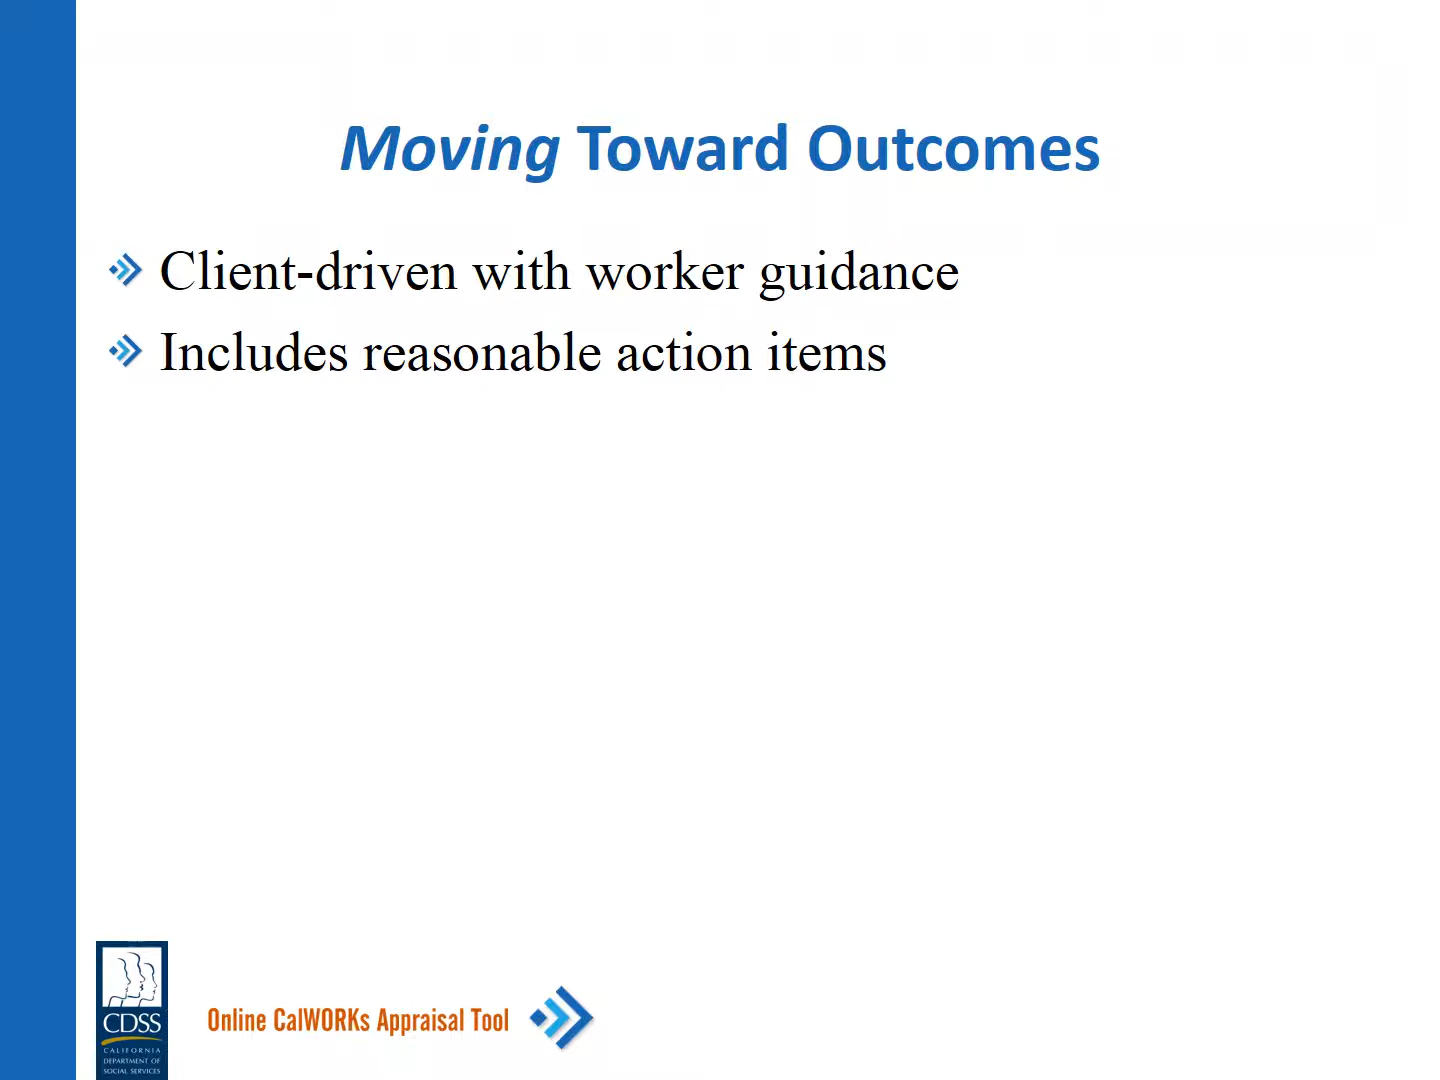 Moving Toward Outcomes
Client-driven with worker guidance
Includes reasonable action items
CDSS
CALIFORNIA
DEPARTMENT OF
SOCIAL SERVICES
Online CalWORKs Appraisal Tool